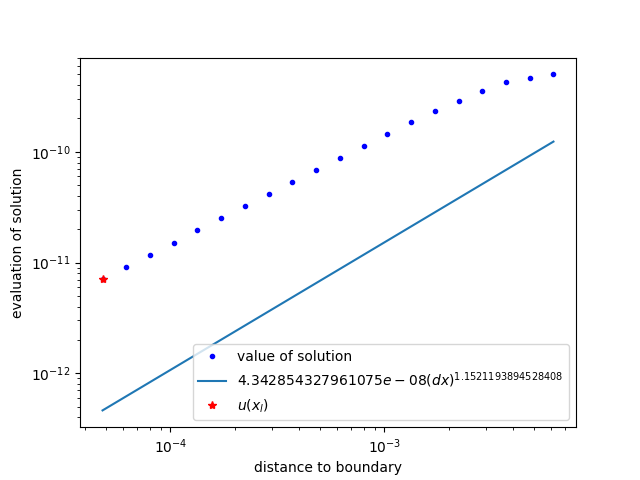 10⁻¹⁰
10⁻¹¹
10⁻¹²
evaluation of solution
value of solution
4.342854327961075e − 08(dx)^1.1521193894528408
u(x_I)
10⁻⁴ 10⁻³
distance to boundary